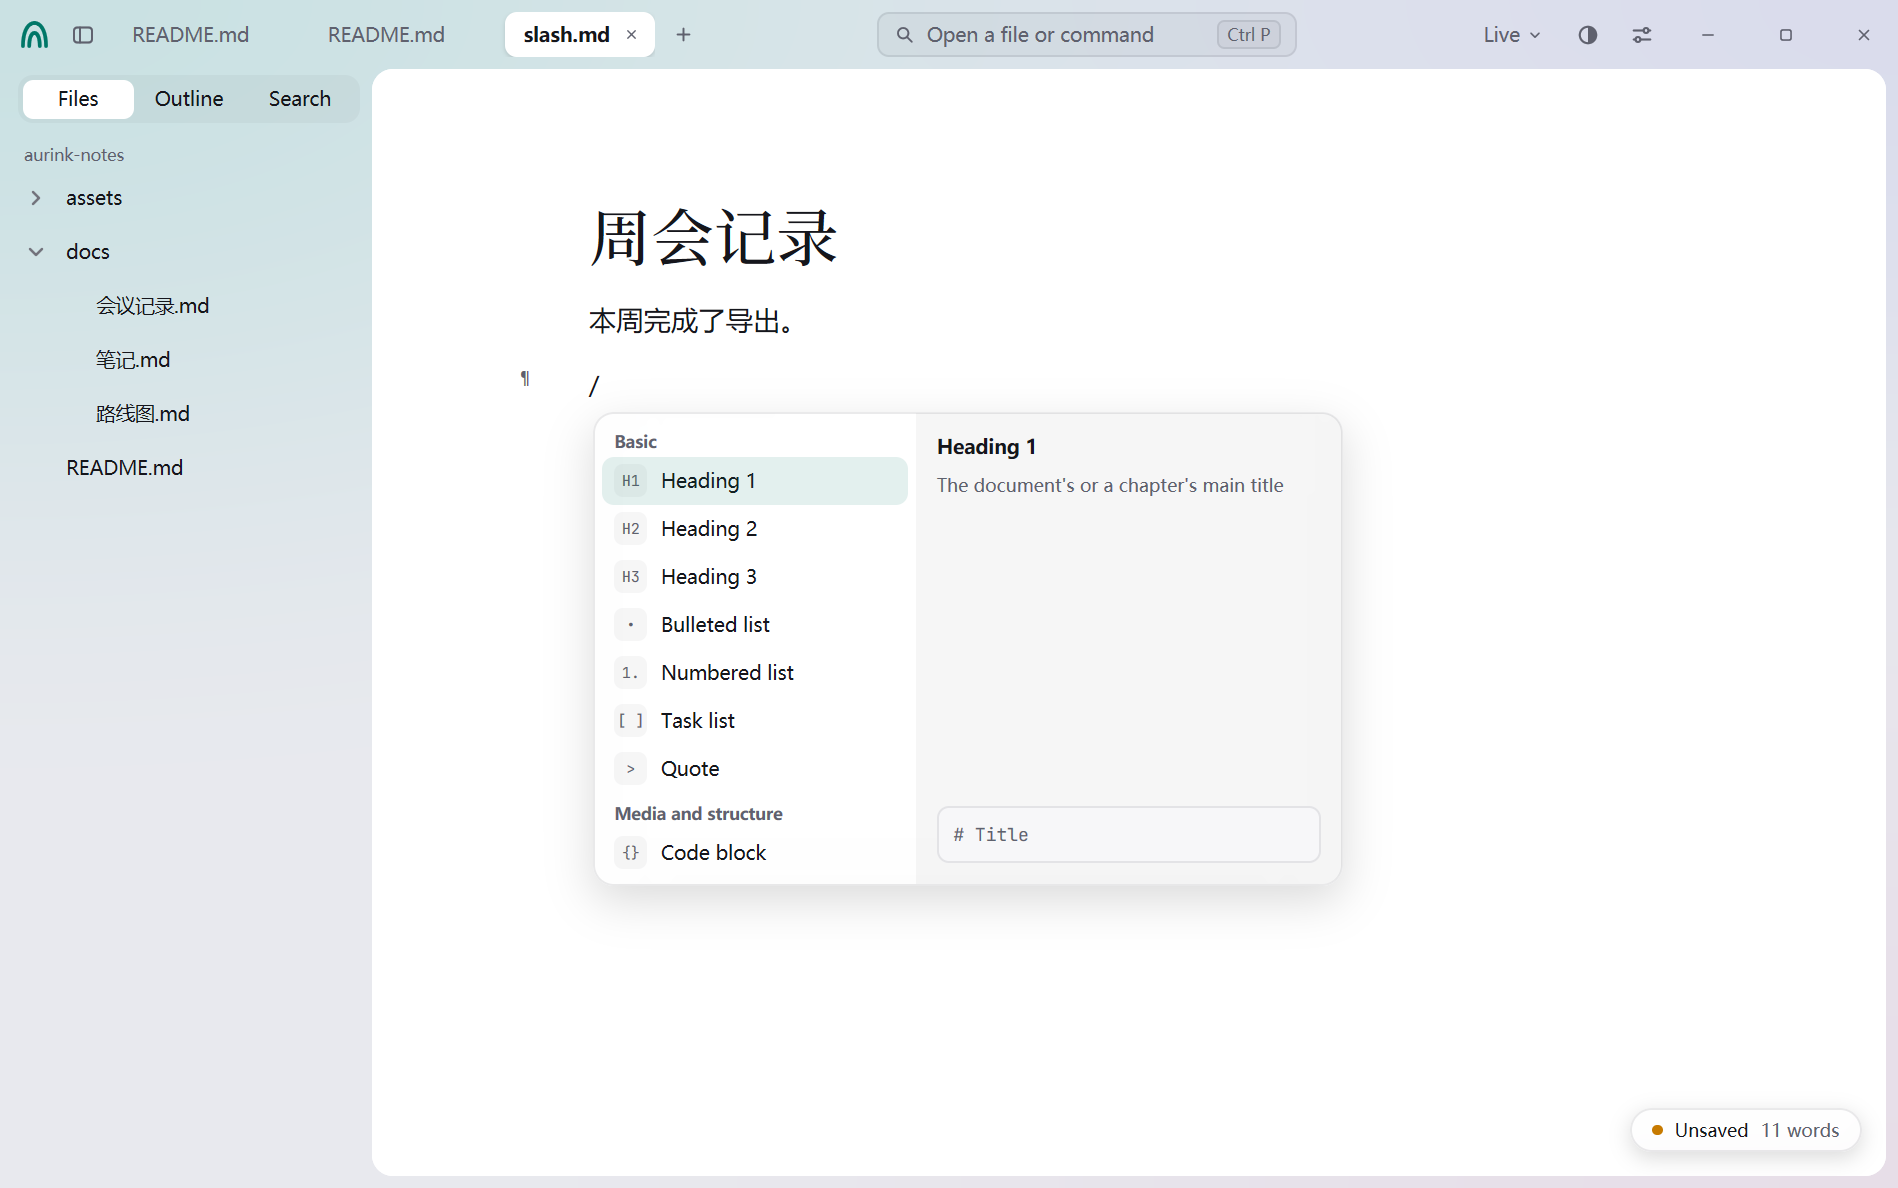 README.md
README.md
slash.md
Open a file or command
Ctrl P
Live
Files
Outline
Search
aurink-notes
assets
docs
会议记录.md
笔记.md
路线图.md
README.md
周会记录
本周完成了导出。
¶
/
Basic
H1 Heading 1
H2 Heading 2
H3 Heading 3
• Bulleted list
1. Numbered list
[ ] Task list
> Quote
Media and structure
{} Code block
Heading 1
The document's or a chapter's main title
# Title
Unsaved 11 words